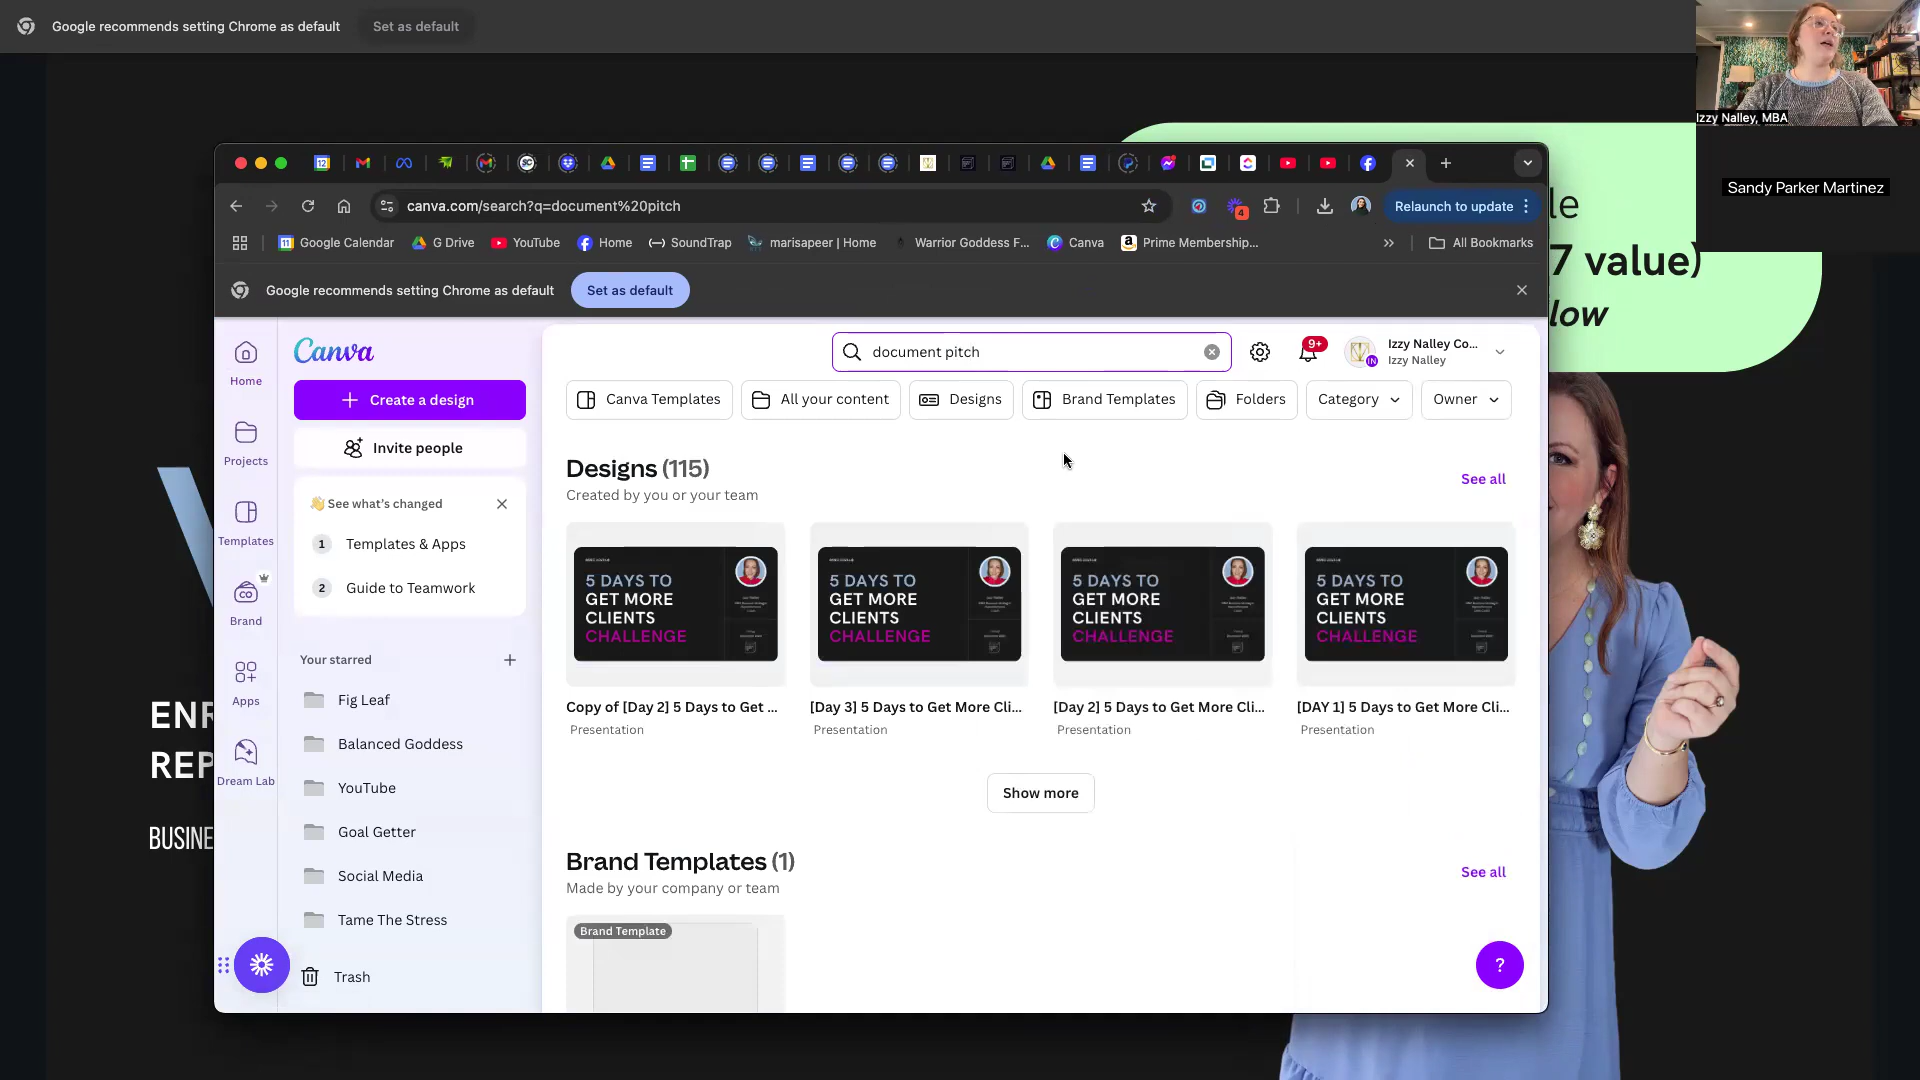 Google recommends setting Chrome as default
Set as default
Izzy Nalley, MBA
Sandy Parker Martinez
le
7 value)
low
ENR
REP
BUSINE
canva.com/search?q=document%20pitch
4
Relaunch to update
Google Calendar
G Drive
YouTube
Home
SoundTrap
marisapeer | Home
Warrior Goddess F...
Canva
Prime Membership...
All Bookmarks
Google recommends setting Chrome as default
Set as default
Home
Projects
Templates
Brand
Apps
Dream Lab
Canva
Create a design
Invite people
See what's changed
1 Templates & Apps
2 Guide to Teamwork
Your starred
Fig Leaf
Balanced Goddess
YouTube
Goal Getter
Social Media
Tame The Stress
Trash
document pitch
9+
Izzy Nalley Co...
Izzy Nalley
Canva Templates
All your content
Designs
Brand Templates
Folders
Category
Owner
Designs (115)
Created by you or your team
See all
5 DAYS TO
GET MORE
CLIENTS
CHALLENGE
5 DAYS TO
GET MORE
CLIENTS
CHALLENGE
5 DAYS TO
GET MORE
CLIENTS
CHALLENGE
5 DAYS TO
GET MORE
CLIENTS
CHALLENGE
Copy of [Day 2] 5 Days to Get ...
Presentation
[Day 3] 5 Days to Get More Cli...
Presentation
[Day 2] 5 Days to Get More Cli...
Presentation
[DAY 1] 5 Days to Get More Cli...
Presentation
Show more
Brand Templates (1)
Made by your company or team
See all
Brand Template
?